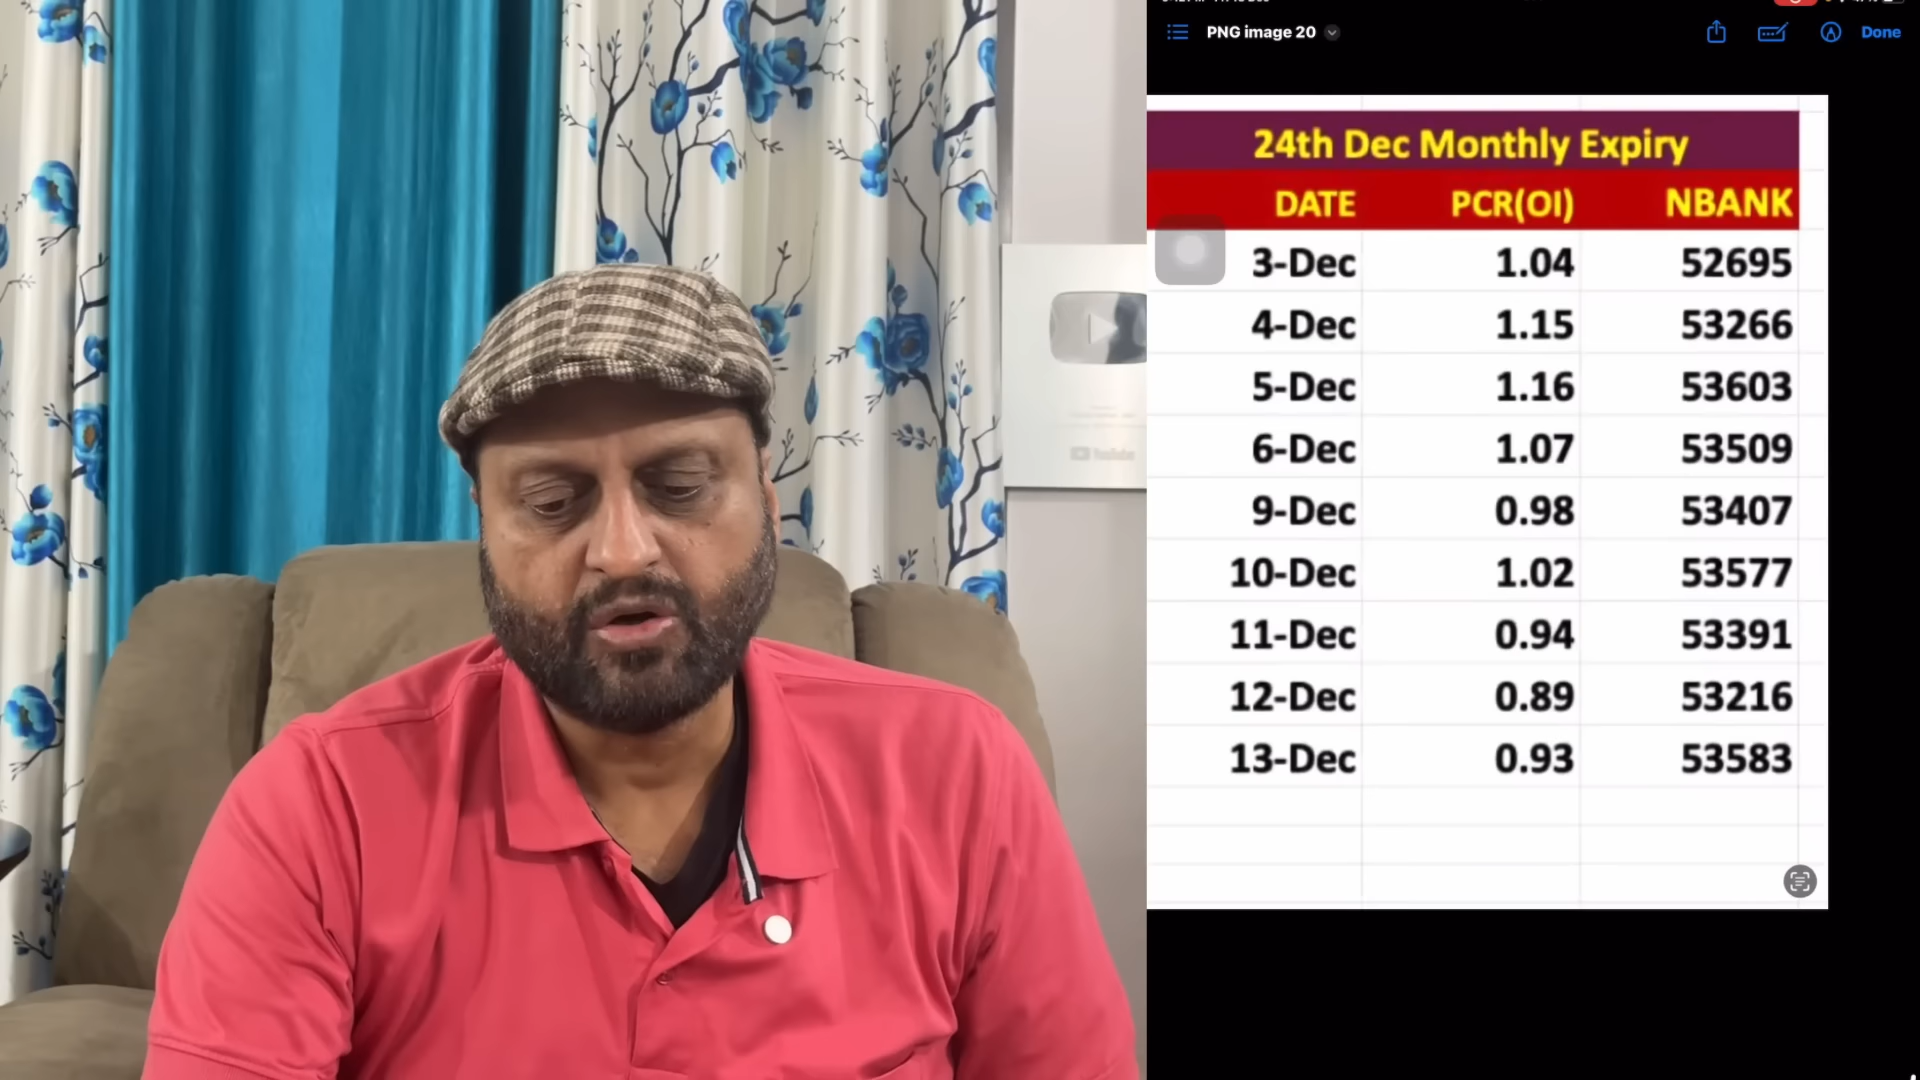 PNG image 20
Done
24th Dec Monthly Expiry
DATE PCR(OI) NBANK
3-Dec 1.04 52695
4-Dec 1.15 53266
5-Dec 1.16 53603
6-Dec 1.07 53509
9-Dec 0.98 53407
10-Dec 1.02 53577
11-Dec 0.94 53391
12-Dec 0.89 53216
13-Dec 0.93 53583
YouTube